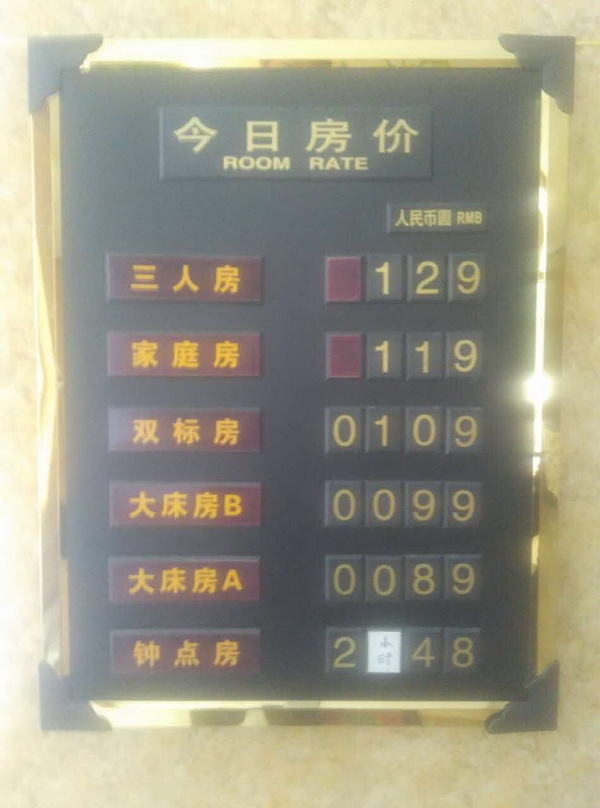 今日房价
ROOM RATE
人民币圆 RMB
三人房 129
家庭房 119
双标房 0109
大床房B 0099
大床房A 0089
钟点房 2小时48